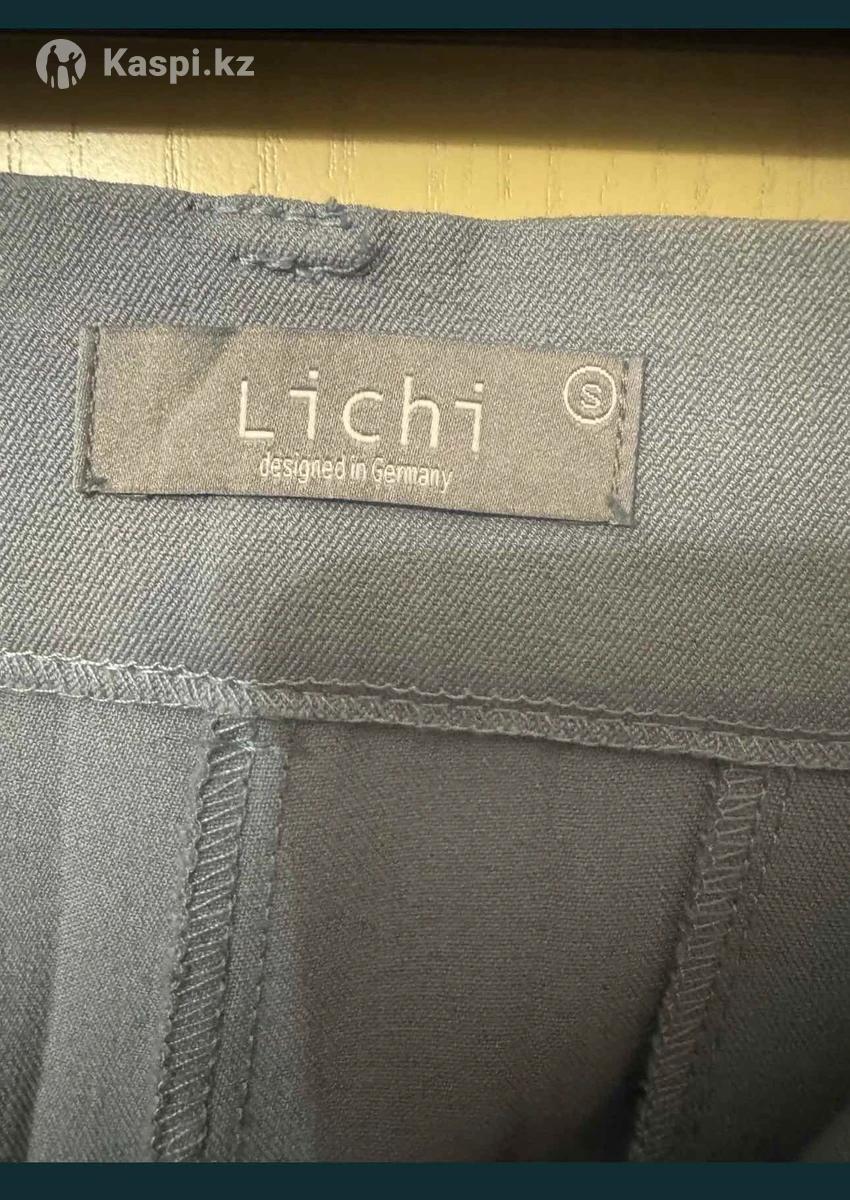 Kaspi.kz
Lichi
S
designed in Germany